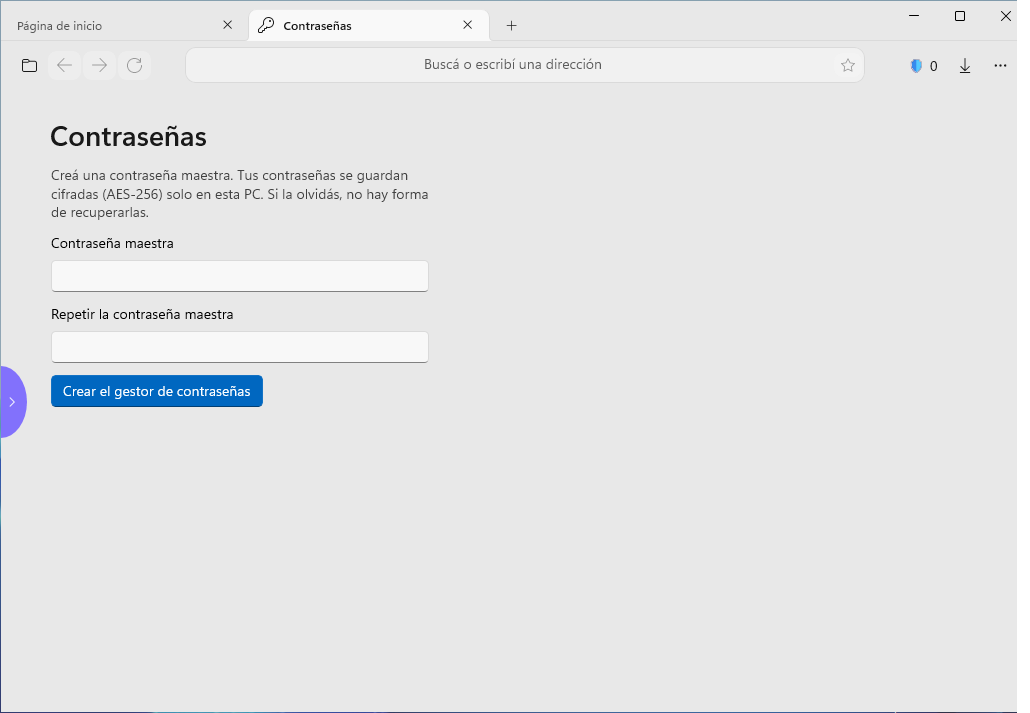 Página de inicio
Contraseñas
Buscá o escribí una dirección
0
Contraseñas
Creá una contraseña maestra. Tus contraseñas se guardan
cifradas (AES-256) solo en esta PC. Si la olvidás, no hay forma
de recuperarlas.
Contraseña maestra
Repetir la contraseña maestra
Crear el gestor de contraseñas